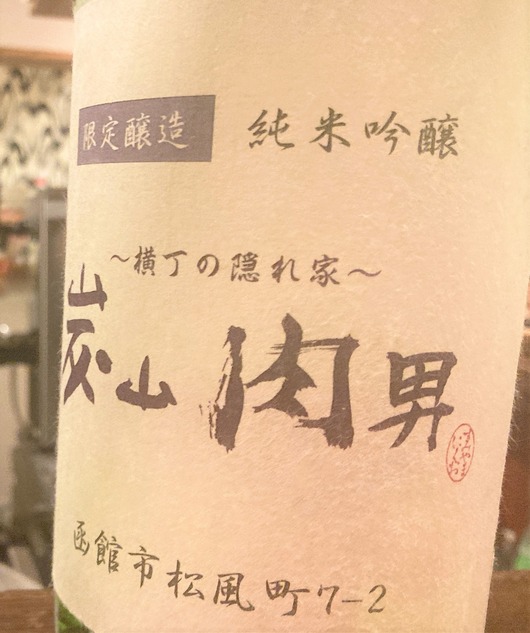 限定醸造 純米吟醸
～横丁の隠れ家～
炭山 肉男
函館市松風町7-2